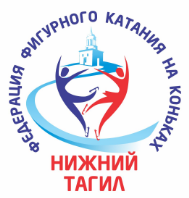 ФЕДЕРАЦИЯ ФИГУРНОГО КАТАНИЯ НА КОНЬКАХ
НИЖНИЙ
ТАГИЛ